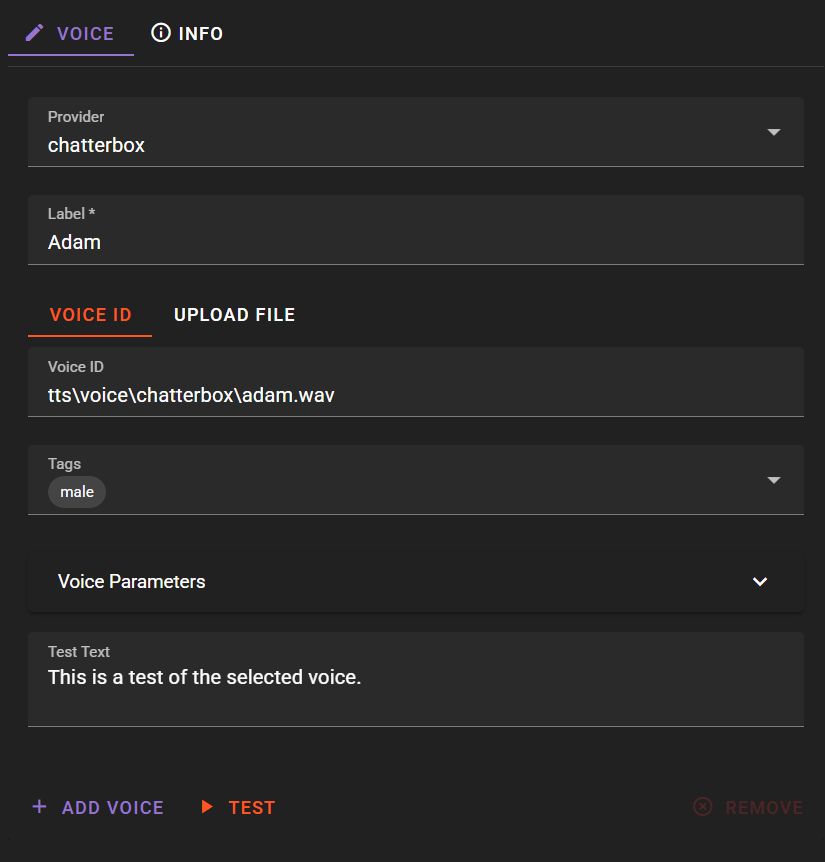 VOICE INFO
Provider
chatterbox
Label *
Adam
VOICE ID UPLOAD FILE
Voice ID
tts\voice\chatterbox\adam.wav
Tags
male
Voice Parameters
Test Text
This is a test of the selected voice.
ADD VOICE TEST REMOVE